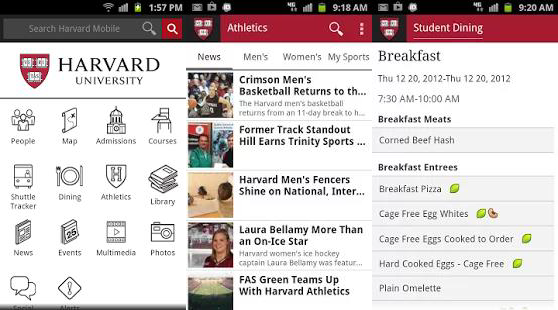 1:57 PM
Search Harvard Mobile
HARVARD
UNIVERSITY
People
Map
Admissions
Courses
Shuttle
Tracker
Dining
Athletics
Library
News
Events
Multimedia
Photos
Social
Alerts
4G
9:18 AM
Athletics
News
Men's
Women's
My Sports
Crimson Men's
Basketball Returns to th...
The Harvard men's basketball
returns from an 11-day break to h...
Former Track Standout
Hill Earns Trinity Sports ...
Harvard Men's Fencers
Shine on National, Inter...
Laura Bellamy More Than
an On-Ice Star
Harvard women's ice hockey
captain Laura Bellamy was featur...
FAS Green Teams Up
With Harvard Athletics
4G
9:20 AM
Student Dining
Breakfast
Thu 12 20, 2012-Thu 12 20, 2012
7:30 AM-10:00 AM
Breakfast Meats
Corned Beef Hash
Breakfast Entrees
Breakfast Pizza
Cage Free Egg Whites
Cage Free Eggs Cooked to Order
Hard Cooked Eggs - Cage Free
Plain Omelette